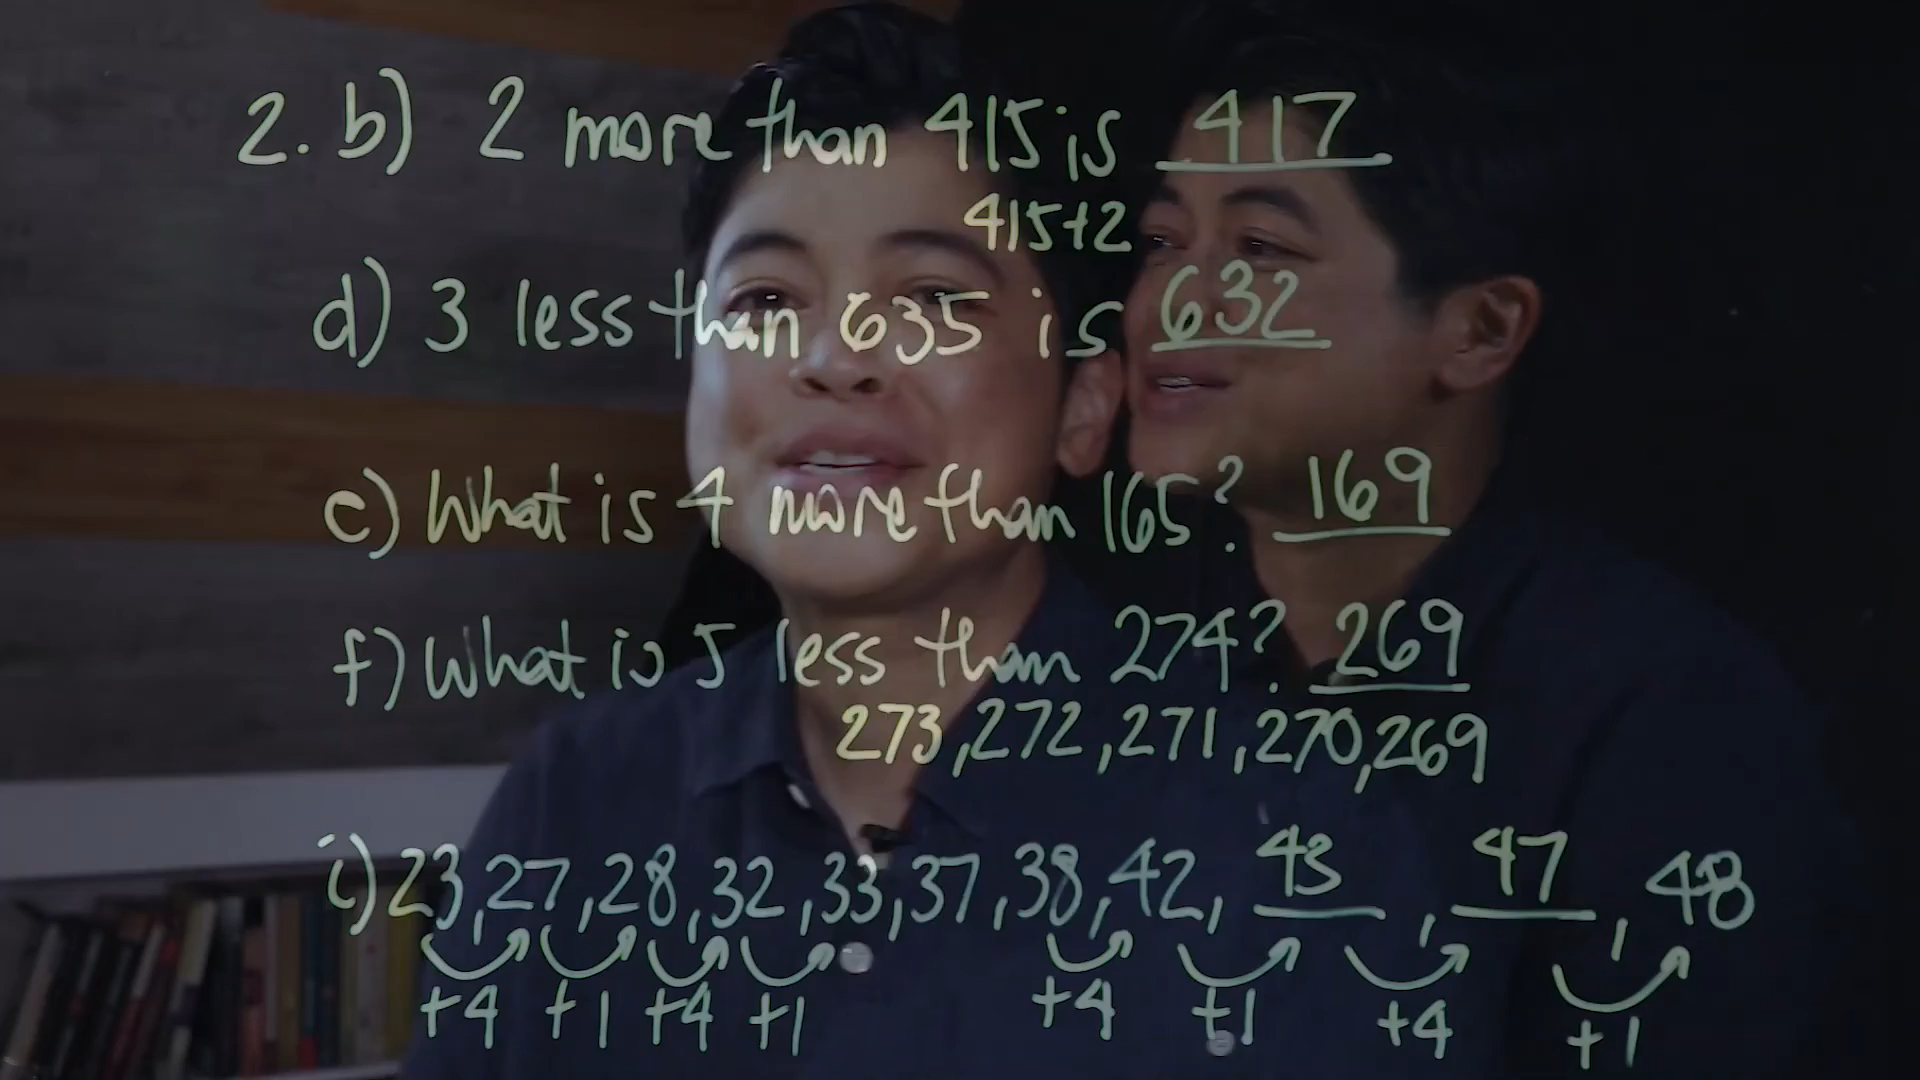 2. b) 2 more than 415 is 417
415+2
d) 3 less than 635 is 632
c) What is 4 more than 165? 169
f) What is 5 less than 274? 269
273, 272, 271, 270, 269
i) 23, 27, 28, 32, 33, 37, 38, 42, 43, 47, 48
+4 +1 +4 +1 +4 +1 +4 +1